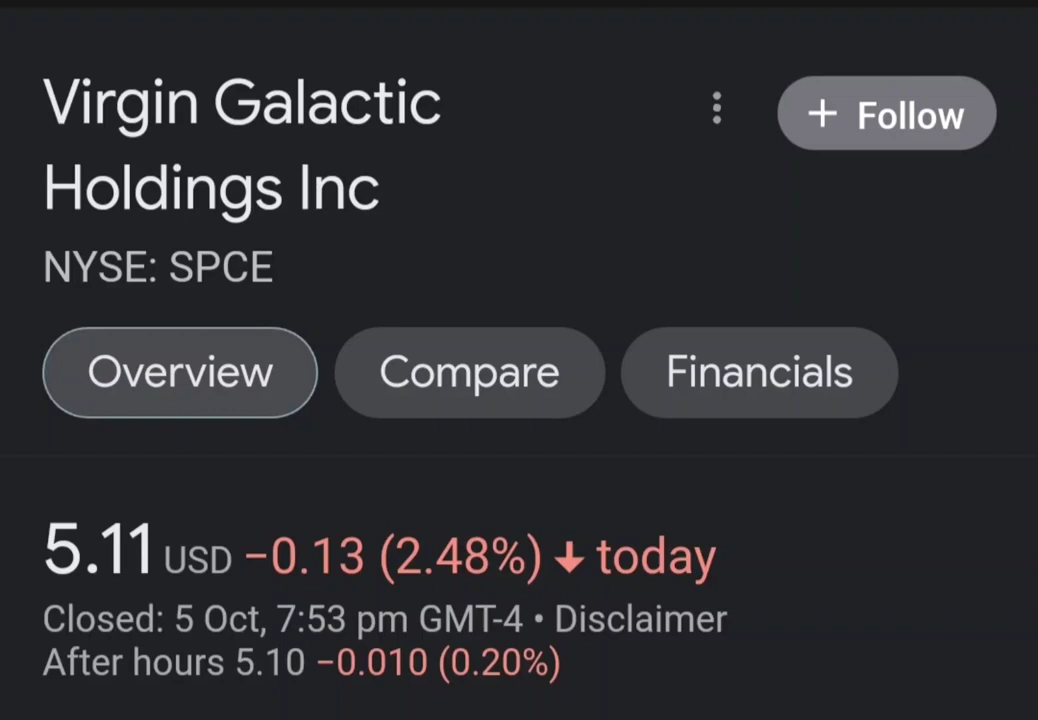 Virgin Galactic
Holdings Inc
+ Follow
NYSE: SPCE
Overview Compare Financials
5.11 USD −0.13 (2.48%) ↓ today
Closed: 5 Oct, 7:53 pm GMT-4 • Disclaimer
After hours 5.10 −0.010 (0.20%)